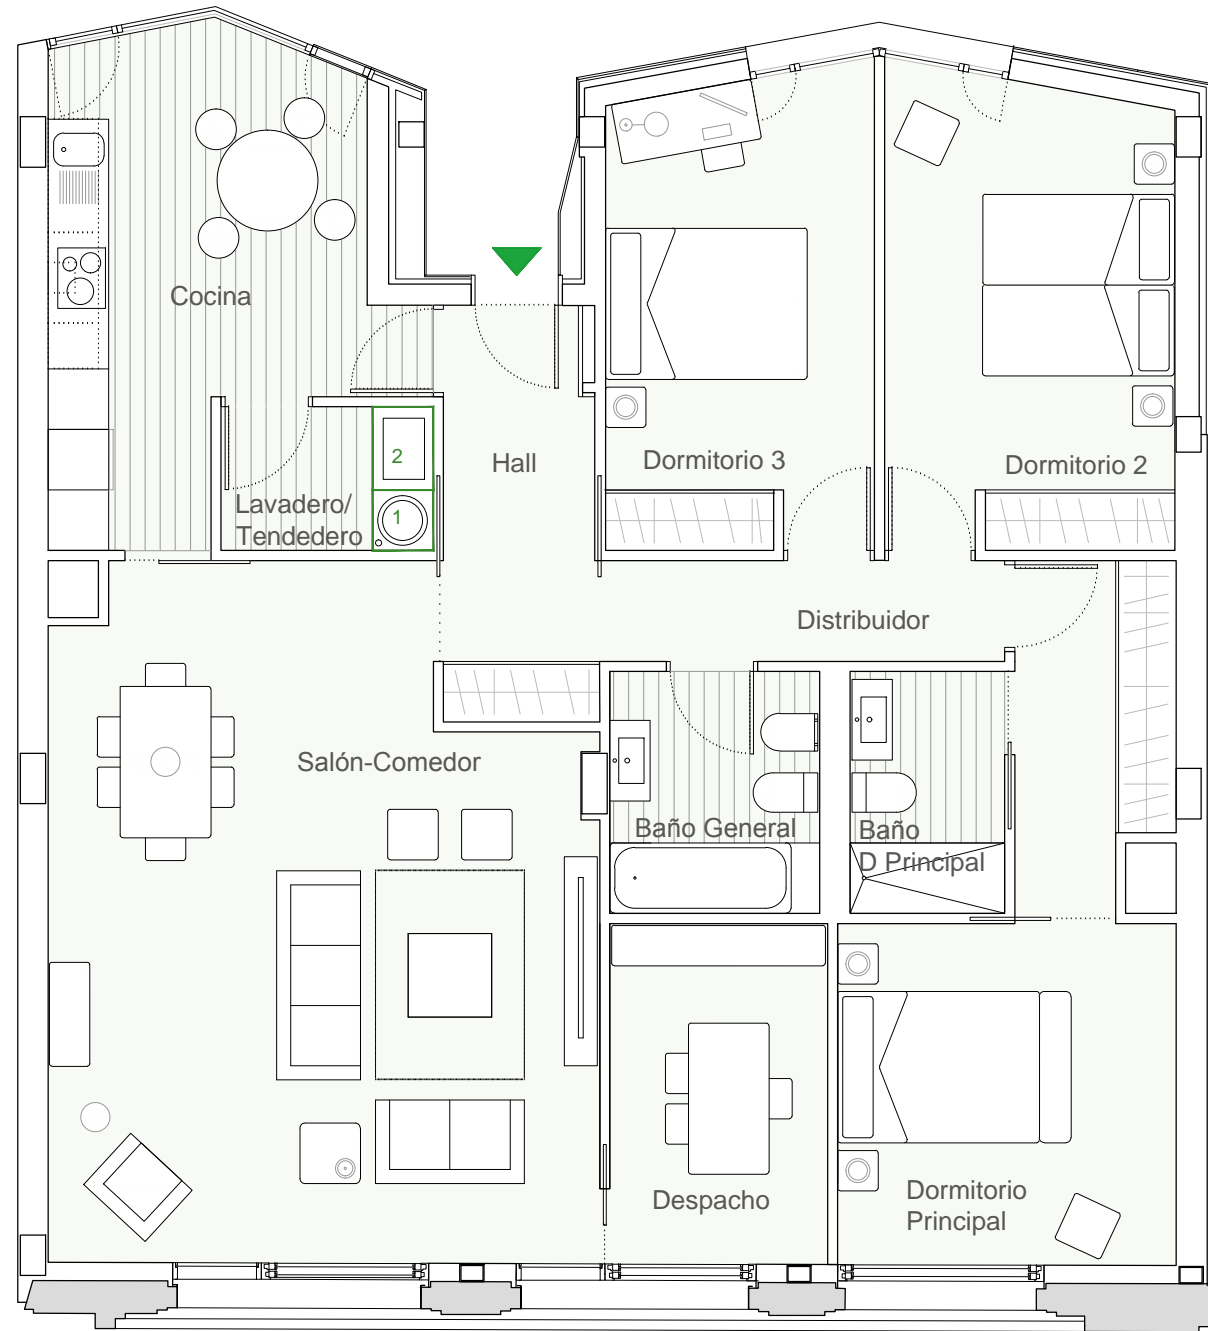 Cocina
Hall
Dormitorio 3
Dormitorio 2
2
1
Lavadero/
Tendedero
Distribuidor
Salón-Comedor
Baño General
Baño
D Principal
Despacho
Dormitorio
Principal